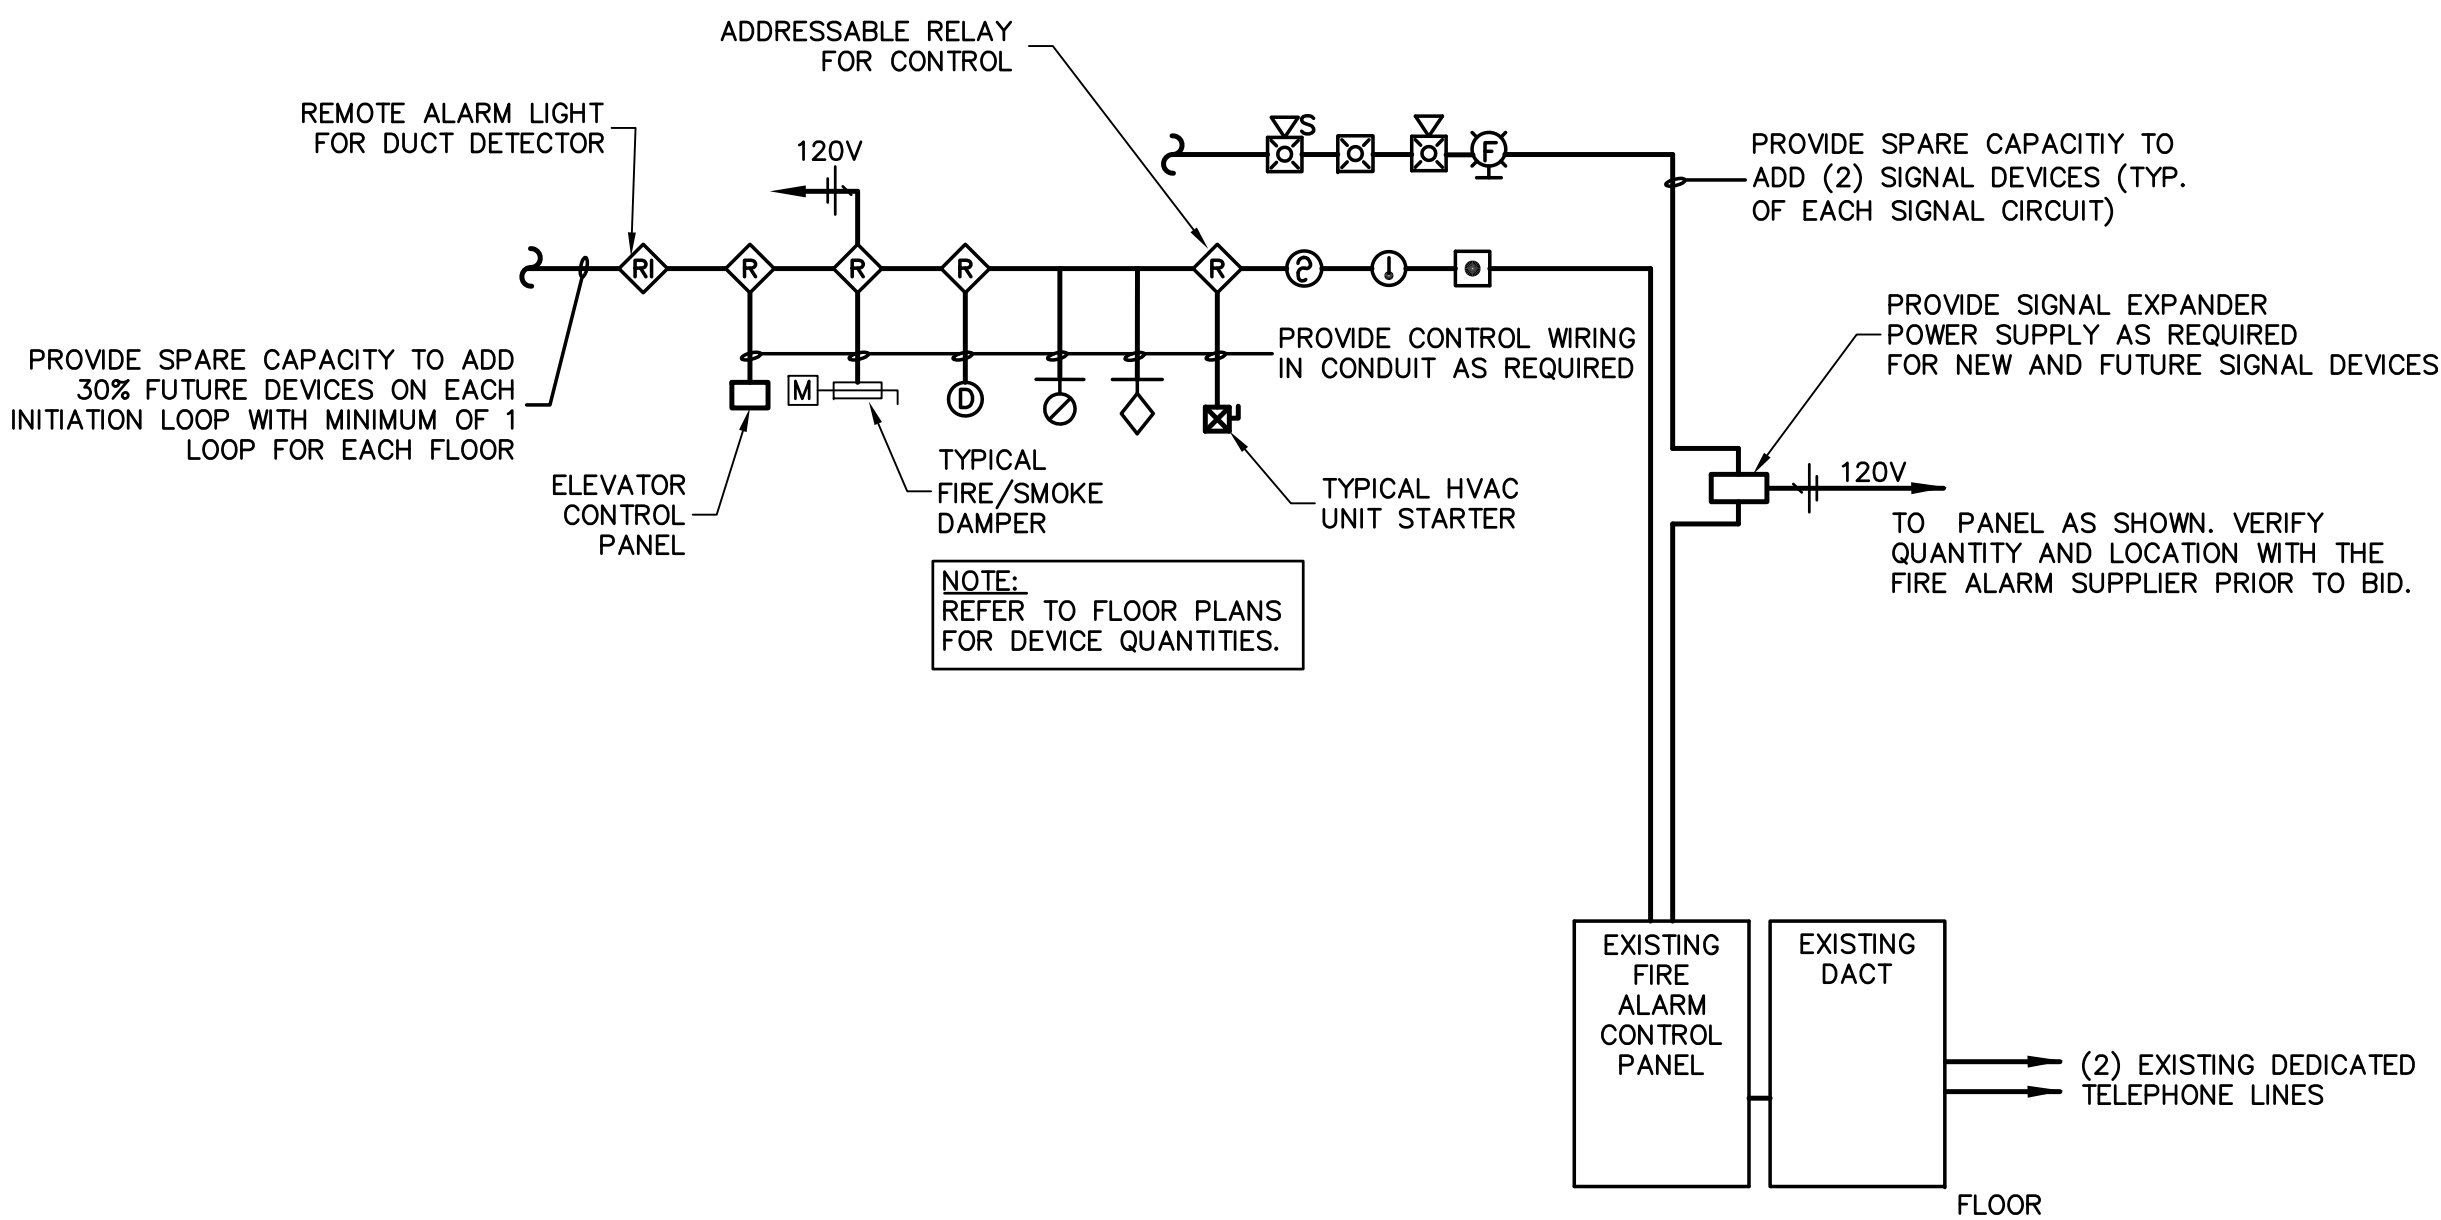 ADDRESSABLE RELAY
FOR CONTROL
REMOTE ALARM LIGHT
FOR DUCT DETECTOR
120V
S
F
PROVIDE SPARE CAPACITIY TO
ADD (2) SIGNAL DEVICES (TYP.
OF EACH SIGNAL CIRCUIT)
RI
R
R
R
R
PROVIDE SPARE CAPACITY TO ADD
30% FUTURE DEVICES ON EACH
INITIATION LOOP WITH MINIMUM OF 1
LOOP FOR EACH FLOOR
PROVIDE CONTROL WIRING
IN CONDUIT AS REQUIRED
PROVIDE SIGNAL EXPANDER
POWER SUPPLY AS REQUIRED
FOR NEW AND FUTURE SIGNAL DEVICES
M
D
ELEVATOR
CONTROL
PANEL
TYPICAL
FIRE/SMOKE
DAMPER
TYPICAL HVAC
UNIT STARTER
120V
TO PANEL AS SHOWN. VERIFY
QUANTITY AND LOCATION WITH THE
FIRE ALARM SUPPLIER PRIOR TO BID.
NOTE:
REFER TO FLOOR PLANS
FOR DEVICE QUANTITIES.
EXISTING
FIRE
ALARM
CONTROL
PANEL
EXISTING
DACT
(2) EXISTING DEDICATED
TELEPHONE LINES
FLOOR